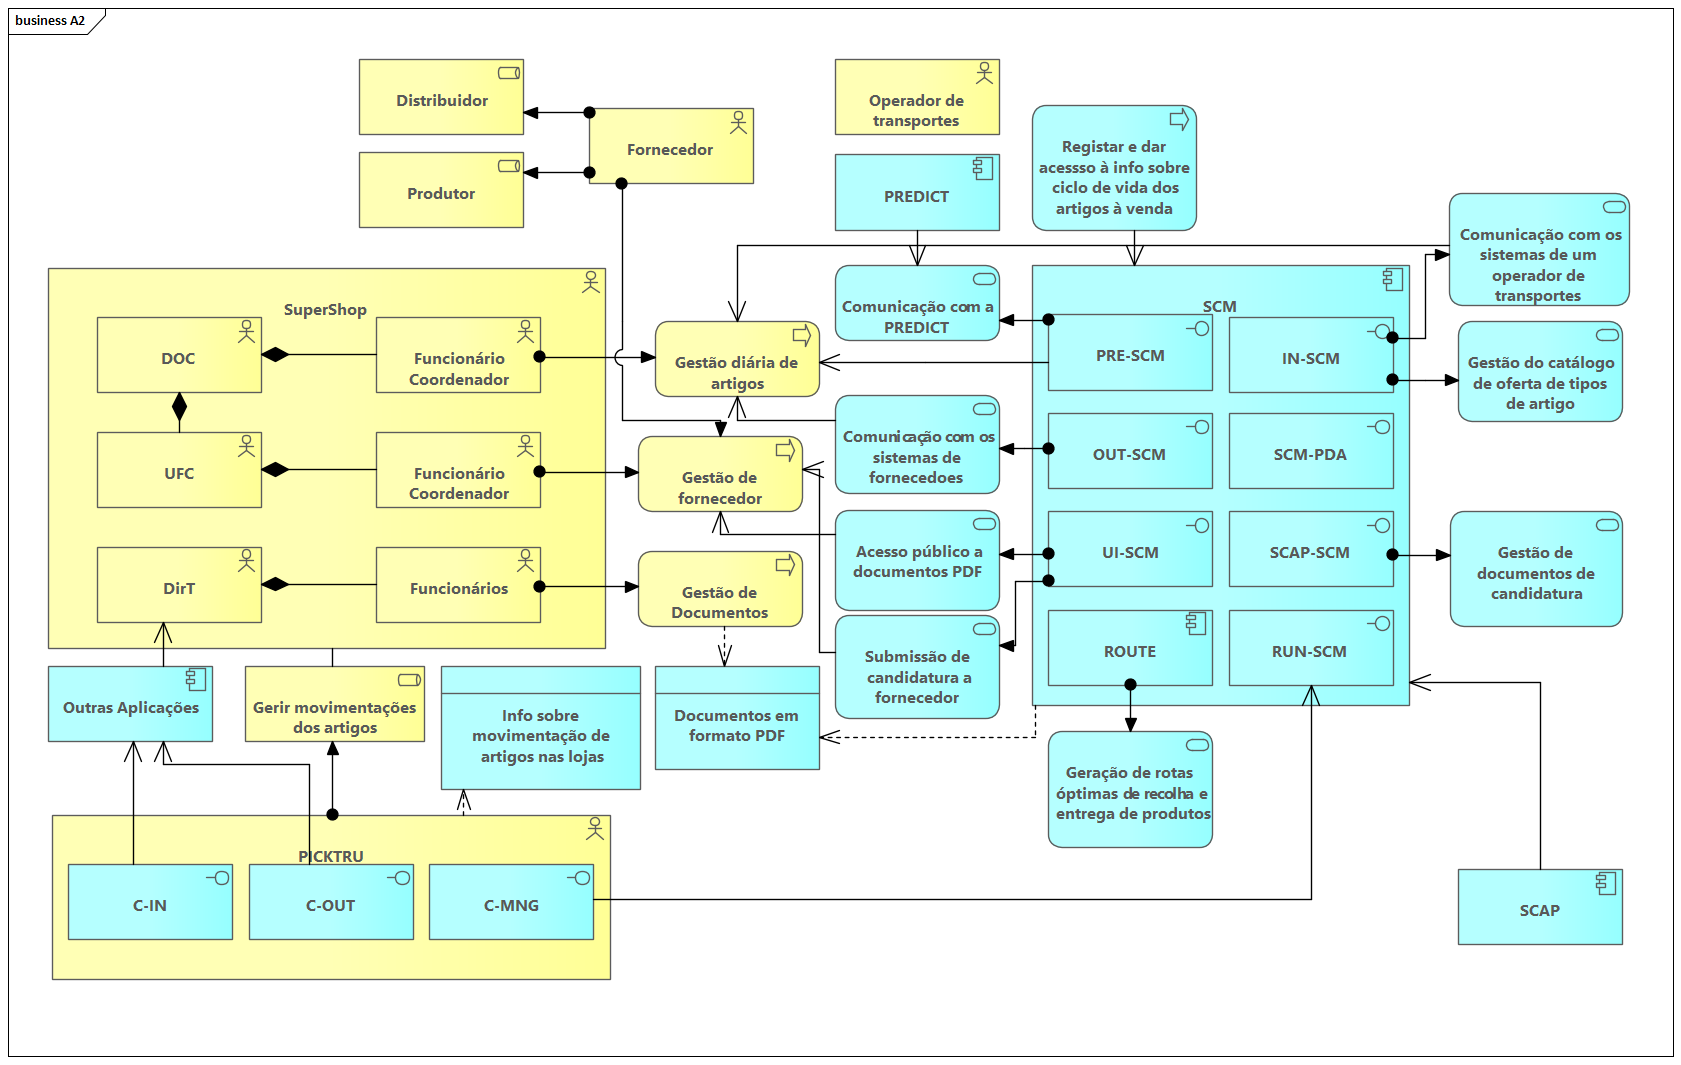 business A2
Distribuidor
Produtor
Fornecedor
Operador de
transportes
PREDICT
Registar e dar
acessso à info sobre
ciclo de vida dos
artigos à venda
Comunicação com os
sistemas de um
operador de
transportes
SuperShop
DOC
Funcionário
Coordenador
UFC
Funcionário
Coordenador
DirT
Funcionários
Gestão diária de
artigos
Gestão de
fornecedor
Gestão de
Documentos
Comunicação com a
PREDICT
Comunicação com os
sistemas de
fornecedoes
Acesso público a
documentos PDF
Submissão de
candidatura a
fornecedor
SCM
PRE-SCM
IN-SCM
OUT-SCM
SCM-PDA
UI-SCM
SCAP-SCM
ROUTE
RUN-SCM
Gestão do catálogo
de oferta de tipos
de artigo
Gestão de
documentos de
candidatura
Outras Aplicações
Gerir movimentações
dos artigos
Info sobre
movimentação de
artigos nas lojas
Documentos em
formato PDF
Geração de rotas
óptimas de recolha e
entrega de produtos
PICKTRU
C-IN
C-OUT
C-MNG
SCAP